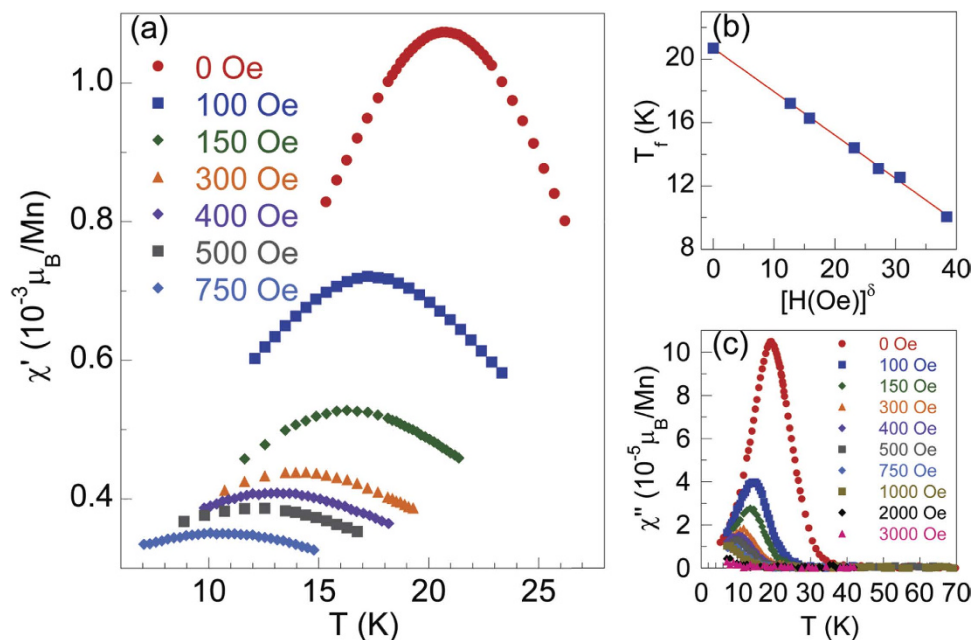 (a)
0 Oe
100 Oe
150 Oe
300 Oe
400 Oe
500 Oe
750 Oe
1.0
0.8
0.6
0.4
χ' (10⁻³μ_B/Mn)
10 15 20 25
T (K)
(b)
20
16
12
8
T_f (K)
0 10 20 30 40
[H(Oe)]^δ
(c)
0 Oe
100 Oe
150 Oe
300 Oe
400 Oe
500 Oe
750 Oe
1000 Oe
2000 Oe
3000 Oe
10
8
6
4
2
0
χ'' (10⁻⁵μ_B/Mn)
0 10 20 30 40 50 60 70
T (K)